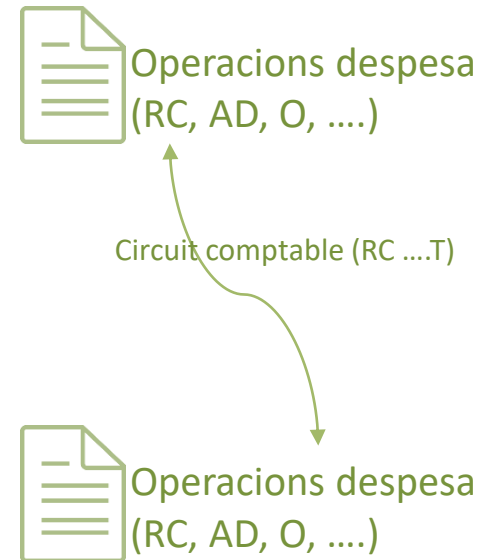 Operacions despesa
(RC, AD, O, ….)
Circuit comptable (RC ….T)
Operacions despesa
(RC, AD, O, ….)